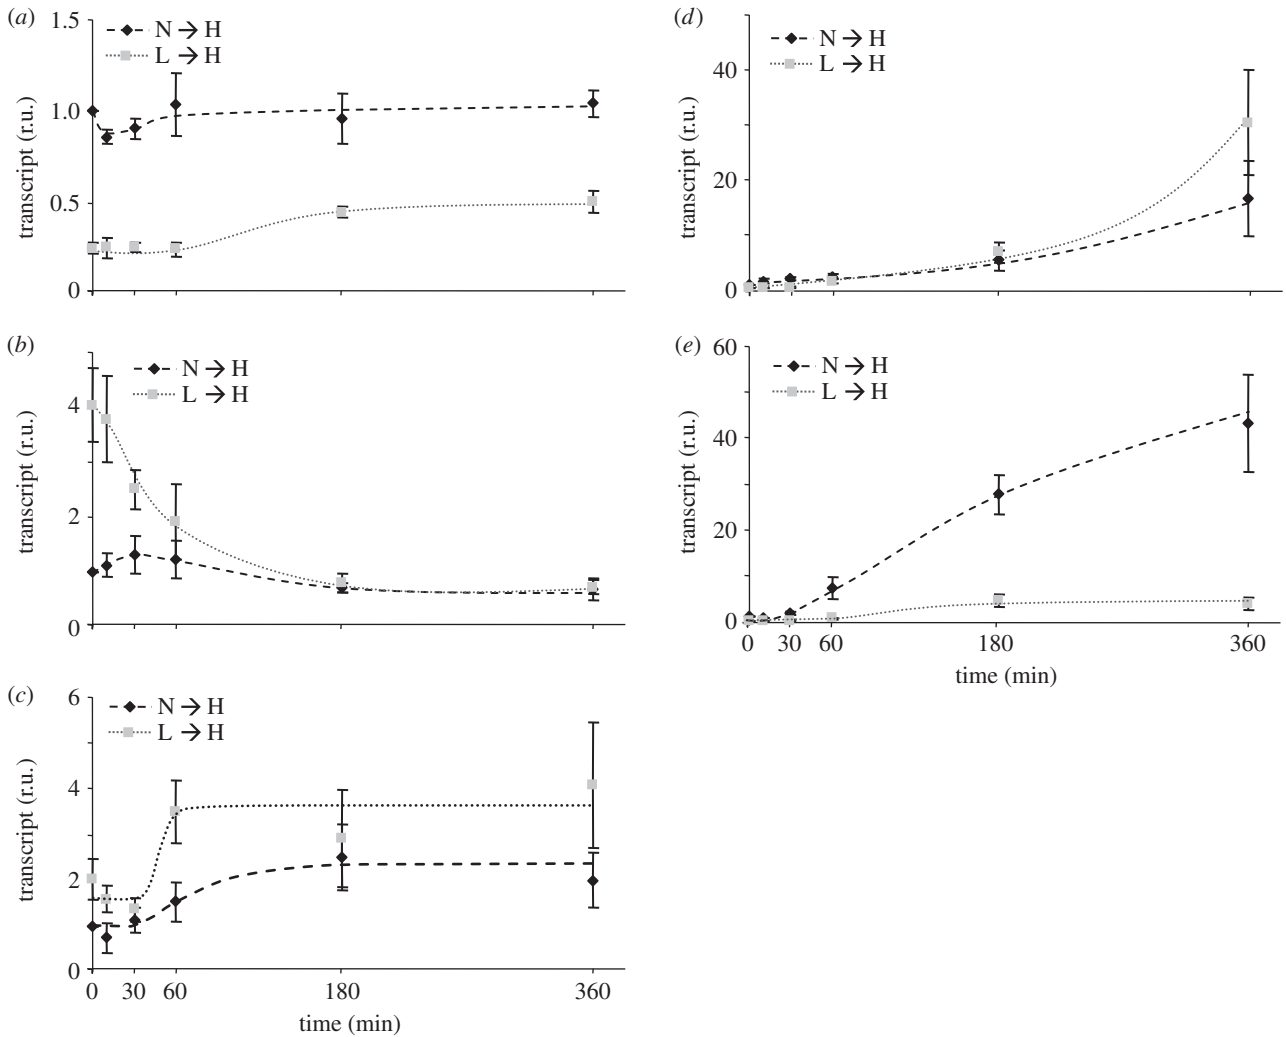 (a)
1.5
1.0
0.5
0
transcript (r.u.)
N → H
L → H
(b)
4
2
0
transcript (r.u.)
N → H
L → H
(c)
6
4
2
0
transcript (r.u.)
N → H
L → H
0 30 60 180 360
time (min)
(d)
40
20
0
transcript (r.u.)
N → H
L → H
(e)
60
40
20
0
transcript (r.u.)
N → H
L → H
0 30 60 180 360
time (min)